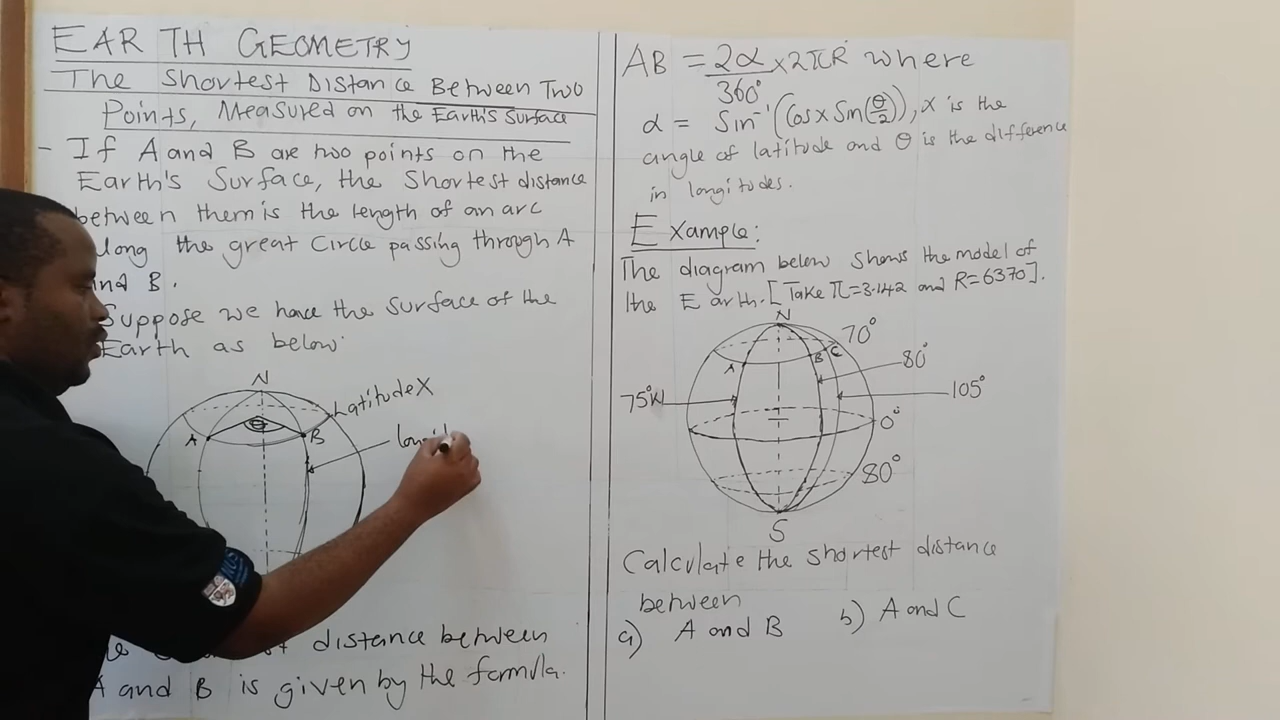 EARTH GEOMETRY
The Shortest Distance Between Two
Points, Measured on the Earth's Surface
- If A and B are two points on the
Earth's Surface, the Shortest distance
between them is the length of an arc
long the great Circle passing through A
nd B.
Suppose we have the surface of the
Earth as below.
N
Latitude X
A
B
distance between
A and B is given by the formula.
AB = 2α/360° × 2πR where
α = Sin⁻¹ (Cos x Sin(θ/2)), x is the
angle of latitude and θ is the difference
in longitudes.
Example:
The diagram below shows the model of
the Earth. [Take π=3.142 and R=6370].
N
70°
A
B
C
80°
75°W
105°
0°
80°
S
Calculate the shortest distance
between
a) A and B
b) A and C